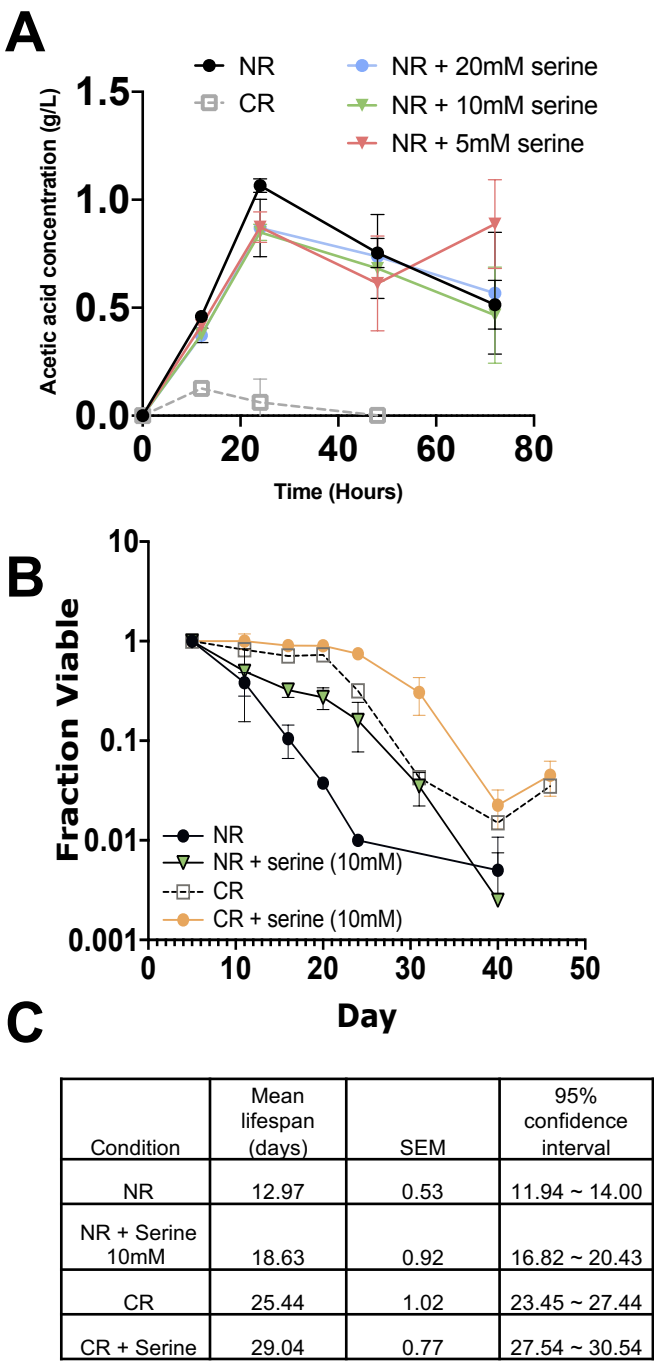 A
NR
CR
NR + 20mM serine
NR + 10mM serine
NR + 5mM serine
Acetic acid concentration (g/L)
1.5
1.0
0.5
0.0
0 20 40 60 80
Time (Hours)
B
Fraction Viable
10
1
0.1
0.01
0.001
NR
NR + serine (10mM)
CR
CR + serine (10mM)
0 10 20 30 40 50
Day
C
Condition
Mean
lifespan
(days)
SEM
95%
confidence
interval
NR 12.97 0.53 11.94 ~ 14.00
NR + Serine
10mM 18.63 0.92 16.82 ~ 20.43
CR 25.44 1.02 23.45 ~ 27.44
CR + Serine 29.04 0.77 27.54 ~ 30.54